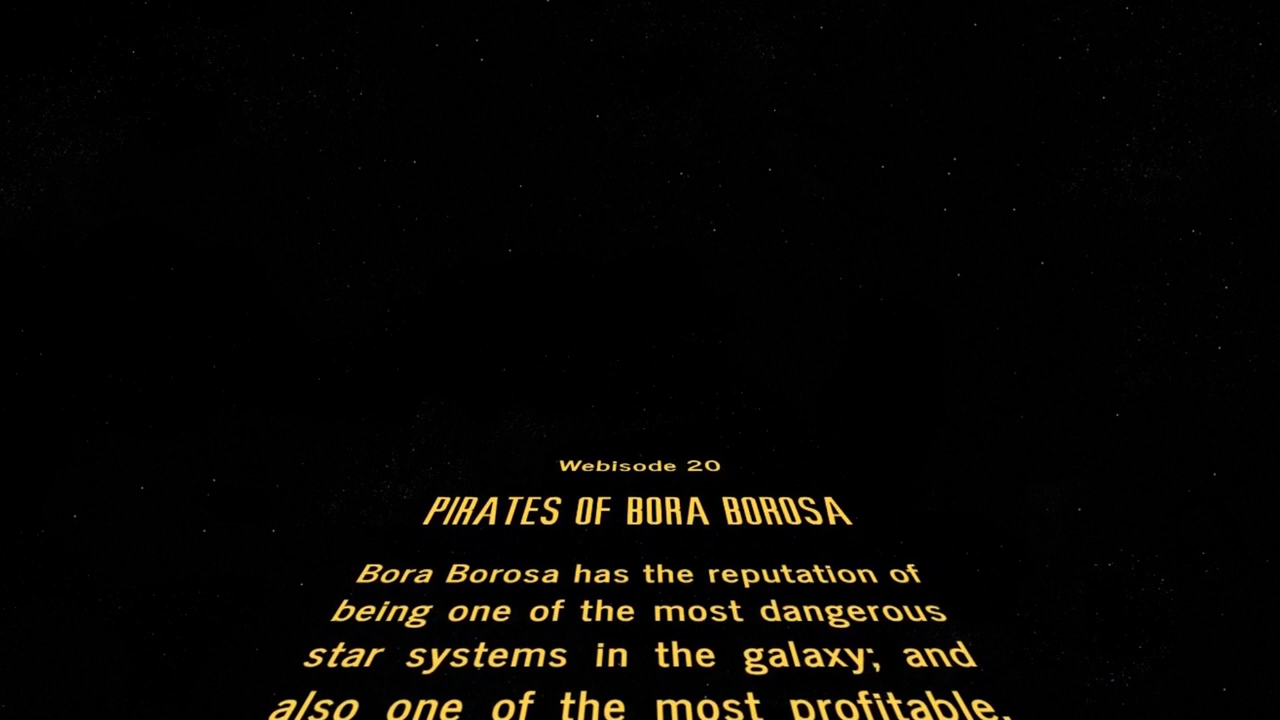 Webisode 20
PIRATES OF BORA BOROSA
Bora Borosa has the reputation of
being one of the most dangerous
star systems in the galaxy; and
also one of the most profitable.